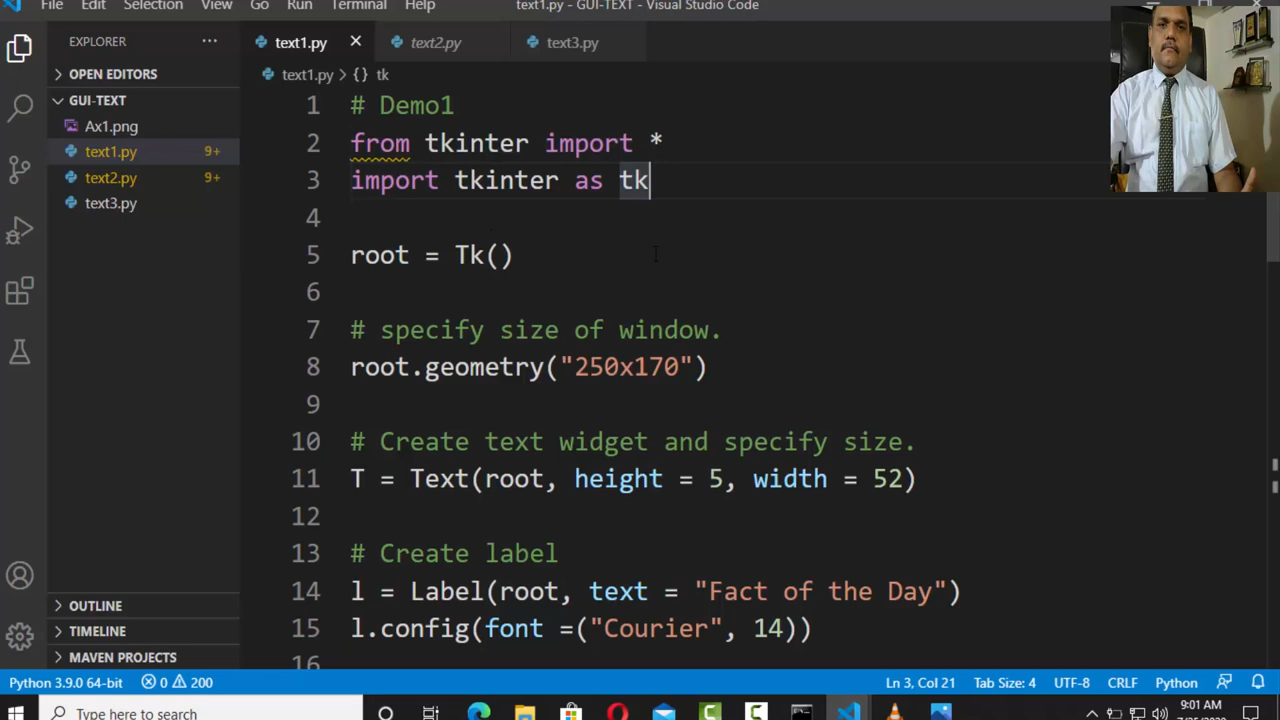 File Edit Selection View Go Run Terminal Help text1.py - GUI-TEXT - Visual Studio Code
EXPLORER ... text1.py × text2.py text3.py
OPEN EDITORS text1.py > {} tk
GUI-TEXT
Ax1.png
text1.py 9+
text2.py 9+
text3.py
1 # Demo1
2 from tkinter import *
3 import tkinter as tk
4
5 root = Tk()
6
7 # specify size of window.
8 root.geometry("250x170")
9
10 # Create text widget and specify size.
11 T = Text(root, height = 5, width = 52)
12
13 # Create label
14 l = Label(root, text = "Fact of the Day")
15 l.config(font =("Courier", 14))
16
OUTLINE
TIMELINE
MAVEN PROJECTS
Python 3.9.0 64-bit 0 200 Ln 3, Col 21 Tab Size: 4 UTF-8 CRLF Python
Type here to search 9:01 AM